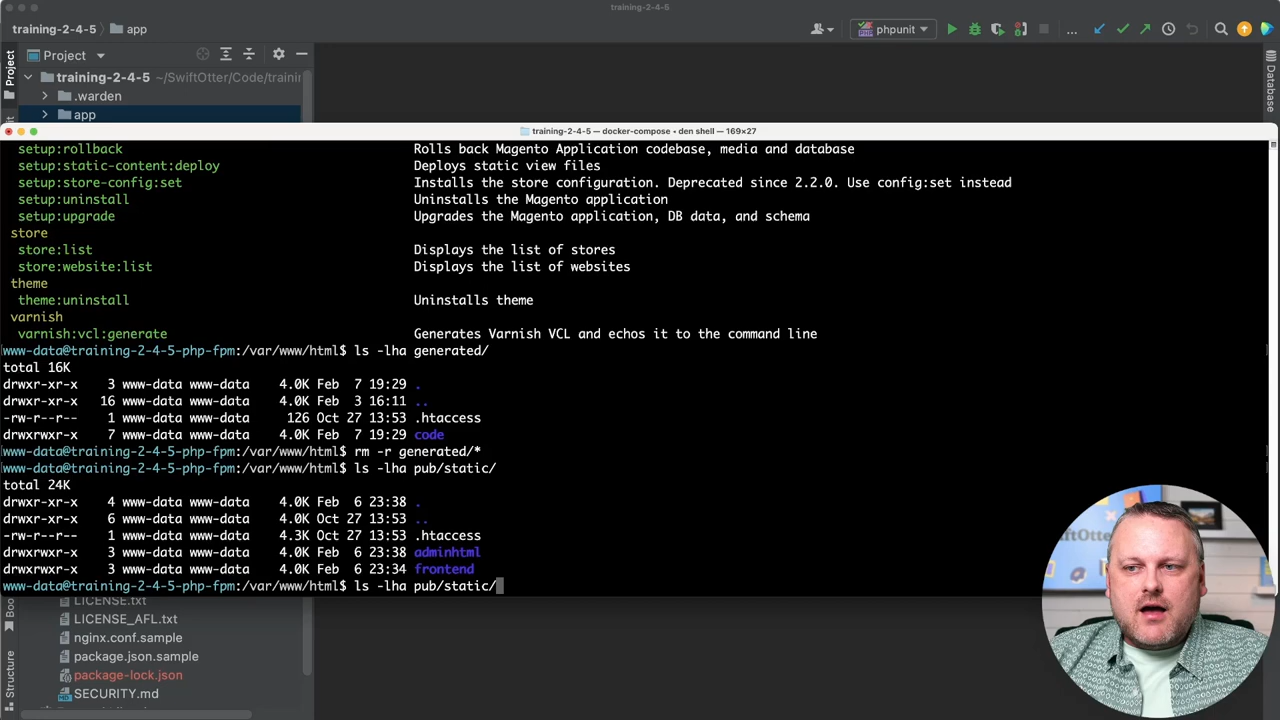 training-2-4-5
training-2-4-5 app
phpunit
Project
training-2-4-5 ~/SwiftOtter/Code/trainin
.warden
app
Project
Database
training-2-4-5 — docker-compose • den shell — 169×27
setup:rollback Rolls back Magento Application codebase, media and database
setup:static-content:deploy Deploys static view files
setup:store-config:set Installs the store configuration. Deprecated since 2.2.0. Use config:set instead
setup:uninstall Uninstalls the Magento application
setup:upgrade Upgrades the Magento application, DB data, and schema
store
store:list Displays the list of stores
store:website:list Displays the list of websites
theme
theme:uninstall Uninstalls theme
varnish
varnish:vcl:generate Generates Varnish VCL and echos it to the command line
www-data@training-2-4-5-php-fpm:/var/www/html$ ls -lha generated/
total 16K
drwxr-xr-x 3 www-data www-data 4.0K Feb 7 19:29 .
drwxr-xr-x 16 www-data www-data 4.0K Feb 3 16:11 ..
-rw-r--r-- 1 www-data www-data 126 Oct 27 13:53 .htaccess
drwxrwxr-x 7 www-data www-data 4.0K Feb 7 19:29 code
www-data@training-2-4-5-php-fpm:/var/www/html$ rm -r generated/*
www-data@training-2-4-5-php-fpm:/var/www/html$ ls -lha pub/static/
total 24K
drwxr-xr-x 4 www-data www-data 4.0K Feb 6 23:38 .
drwxr-xr-x 6 www-data www-data 4.0K Oct 27 13:53 ..
-rw-r--r-- 1 www-data www-data 4.3K Oct 27 13:53 .htaccess
drwxrwxr-x 3 www-data www-data 4.0K Feb 6 23:38 adminhtml
drwxrwxr-x 3 www-data www-data 4.0K Feb 6 23:34 frontend
www-data@training-2-4-5-php-fpm:/var/www/html$ ls -lha pub/static/
LICENSE.txt
LICENSE_AFL.txt
nginx.conf.sample
package.json.sample
package-lock.json
SECURITY.md
Structure